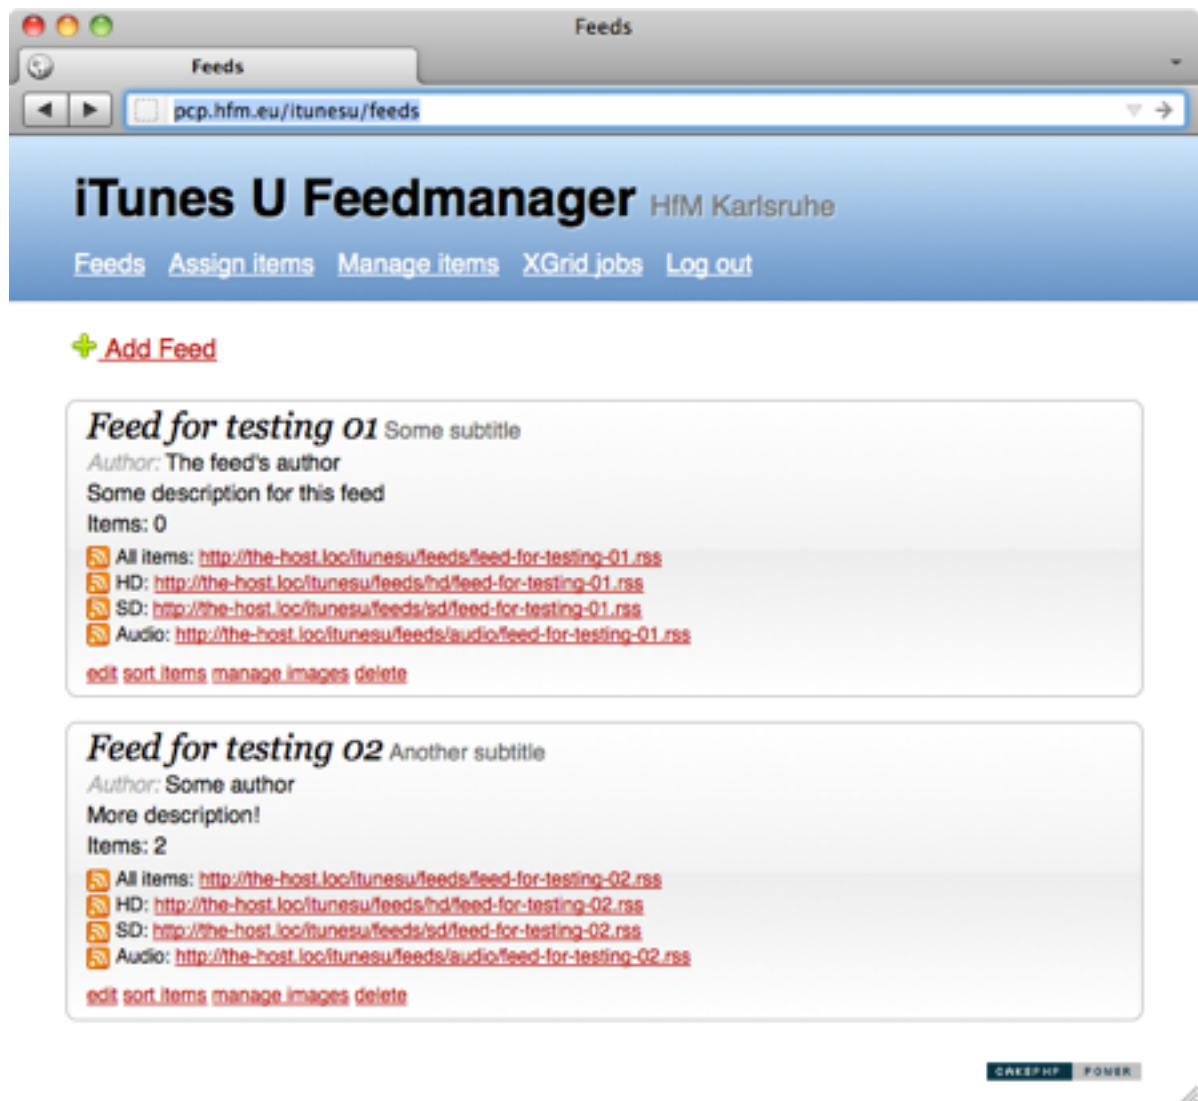 Feeds
Feeds
pcp.hfm.eu/itunesu/feeds
iTunes U Feedmanager HfM Karlsruhe
Feeds Assign items Manage items XGrid jobs Log out
Add Feed
Feed for testing 01 Some subtitle
Author: The feed's author
Some description for this feed
Items: 0
All items: http://the-host.loc/itunesu/feeds/feed-for-testing-01.rss
HD: http://the-host.loc/itunesu/feeds/hd/feed-for-testing-01.rss
SD: http://the-host.loc/itunesu/feeds/sd/feed-for-testing-01.rss
Audio: http://the-host.loc/itunesu/feeds/audio/feed-for-testing-01.rss
edit sort items manage images delete
Feed for testing 02 Another subtitle
Author: Some author
More description!
Items: 2
All items: http://the-host.loc/itunesu/feeds/feed-for-testing-02.rss
HD: http://the-host.loc/itunesu/feeds/hd/feed-for-testing-02.rss
SD: http://the-host.loc/itunesu/feeds/sd/feed-for-testing-02.rss
Audio: http://the-host.loc/itunesu/feeds/audio/feed-for-testing-02.rss
edit sort items manage images delete
CAKEPHP POWER